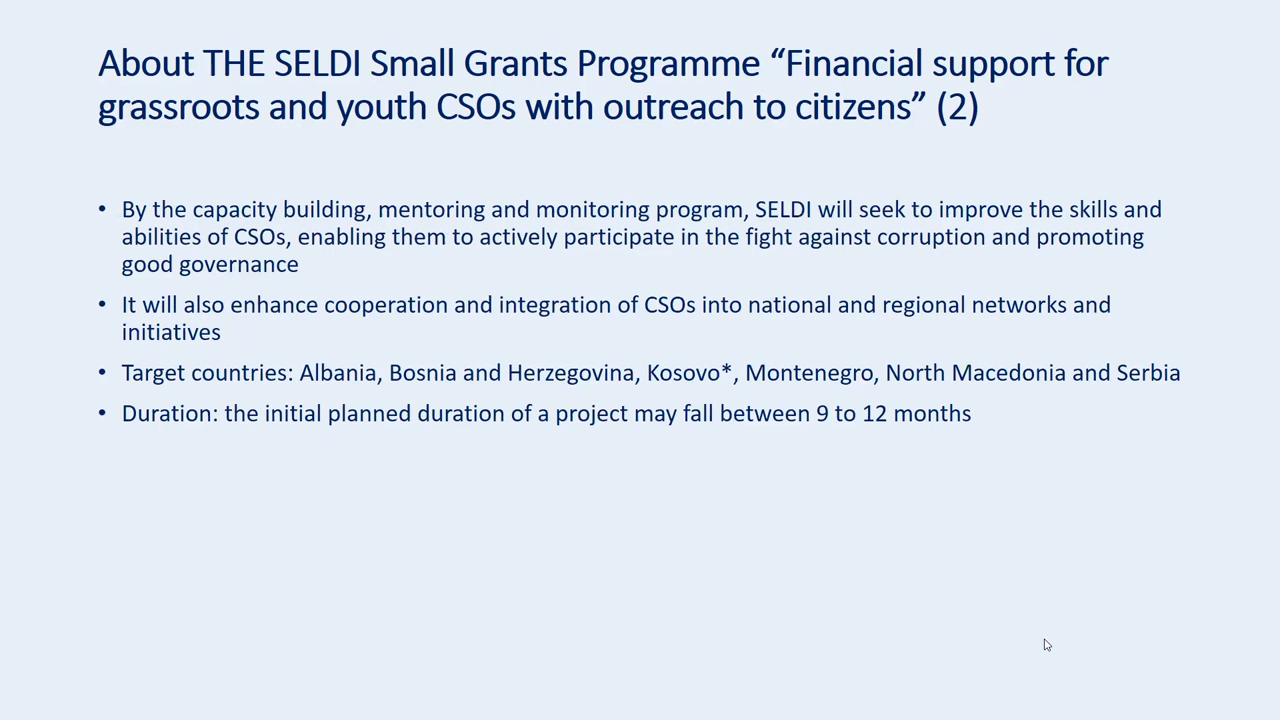 About THE SELDI Small Grants Programme “Financial support for
grassroots and youth CSOs with outreach to citizens” (2)
• By the capacity building, mentoring and monitoring program, SELDI will seek to improve the skills and
abilities of CSOs, enabling them to actively participate in the fight against corruption and promoting
good governance
• It will also enhance cooperation and integration of CSOs into national and regional networks and
initiatives
• Target countries: Albania, Bosnia and Herzegovina, Kosovo*, Montenegro, North Macedonia and Serbia
• Duration: the initial planned duration of a project may fall between 9 to 12 months